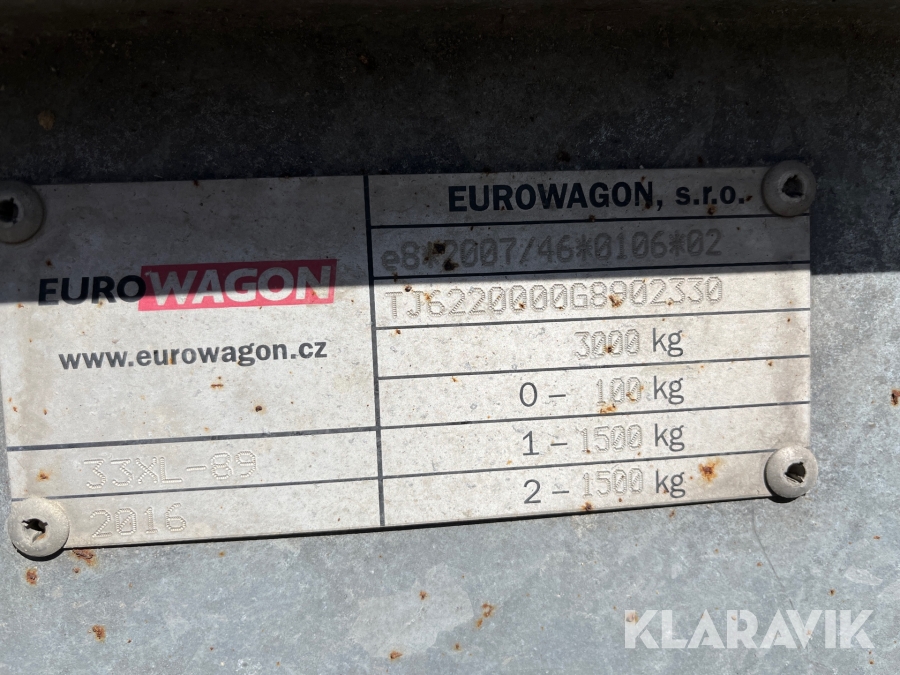 EUROWAGON
www.eurowagon.cz
33XL-89
2016
EUROWAGON, s.r.o.
e8*2007/46*0106*02
TJ6220000G8902330
3000 kg
0 - 100 kg
1 - 1500 kg
2 - 1500 kg
KLARAVIK